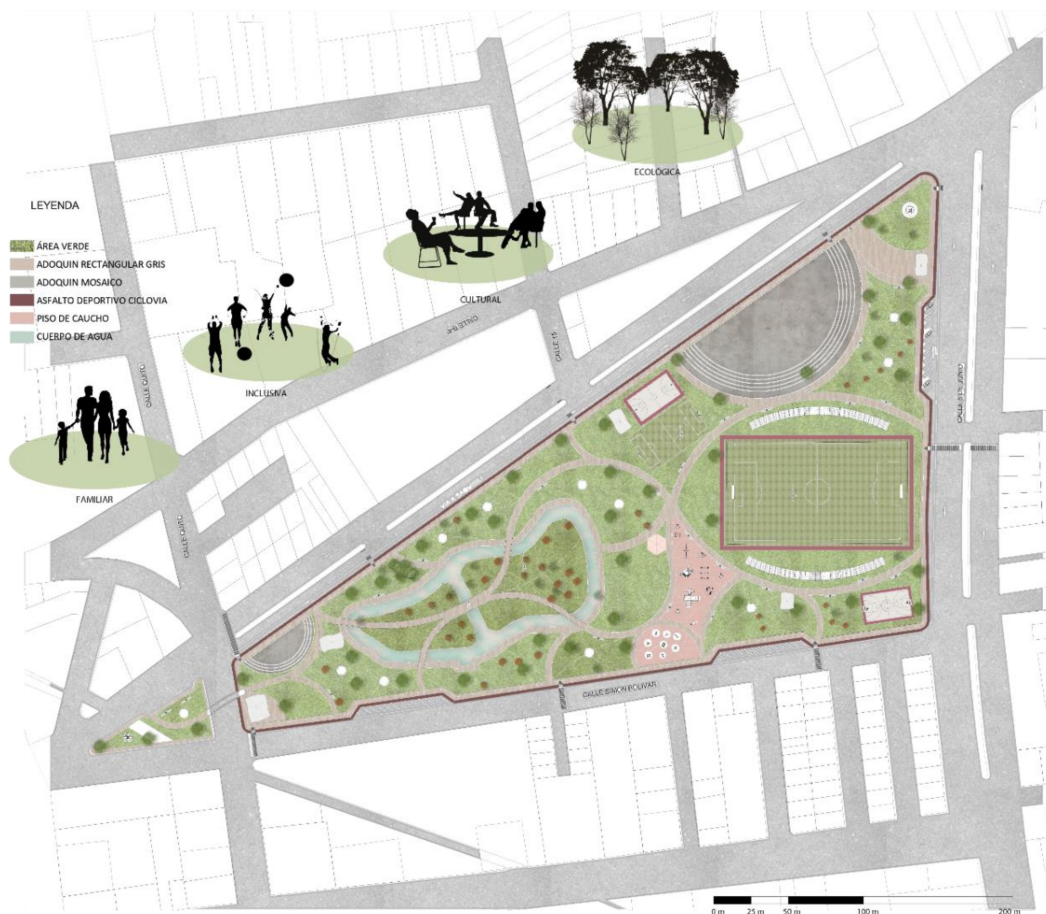 ECOLÓGICA
LEYENDA
ÁREA VERDE
ADOQUIN RECTANGULAR GRIS
ADOQUIN MOSAICO
ASFALTO DEPORTIVO CICLOVIA
PISO DE CAUCHO
CUERPO DE AGUA
CULTURAL
INCLUSIVA
FAMILIAR
CALLE QUITO
CALLE 15
CALLE QUITO
CALLE SIMON BOLIVAR
0 m 25 m 50 m 100 m 200 m